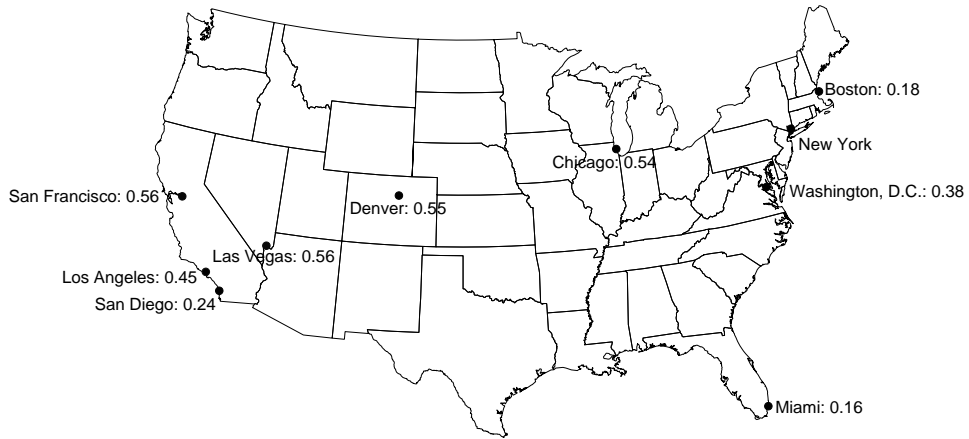 Boston: 0.18
New York
Chicago: 0.54
Washington, D.C.: 0.38
San Francisco: 0.56
Denver: 0.55
Las Vegas: 0.56
Los Angeles: 0.45
San Diego: 0.24
Miami: 0.16